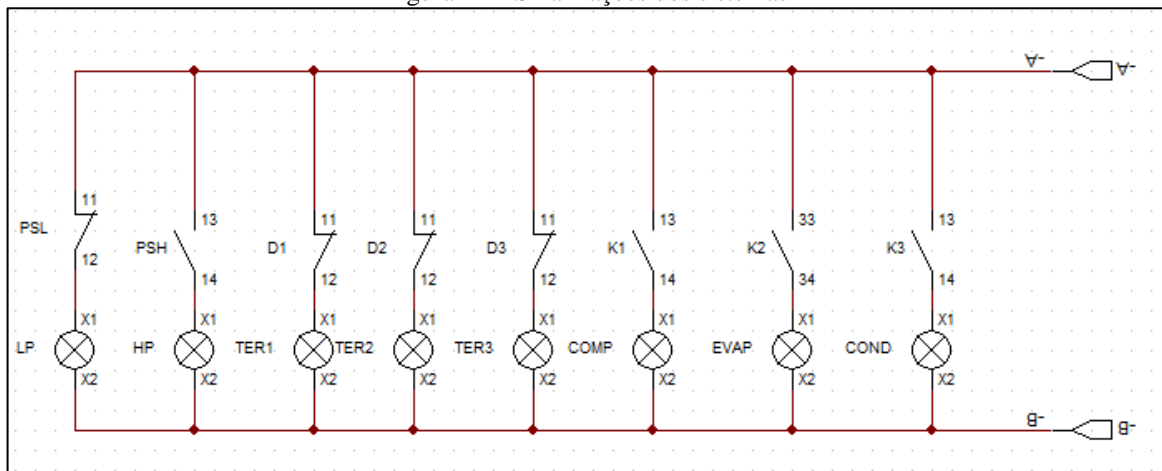 -A
-A
11
PSL
12
X1
LP
X2
13
PSH
14
X1
HP
X2
11
D1
12
X1
TER1
X2
11
D2
12
X1
TER2
X2
11
D3
12
X1
TER3
X2
13
K1
14
X1
COMP
X2
33
K2
34
X1
EVAP
X2
13
K3
14
X1
COND
X2
-B
-B